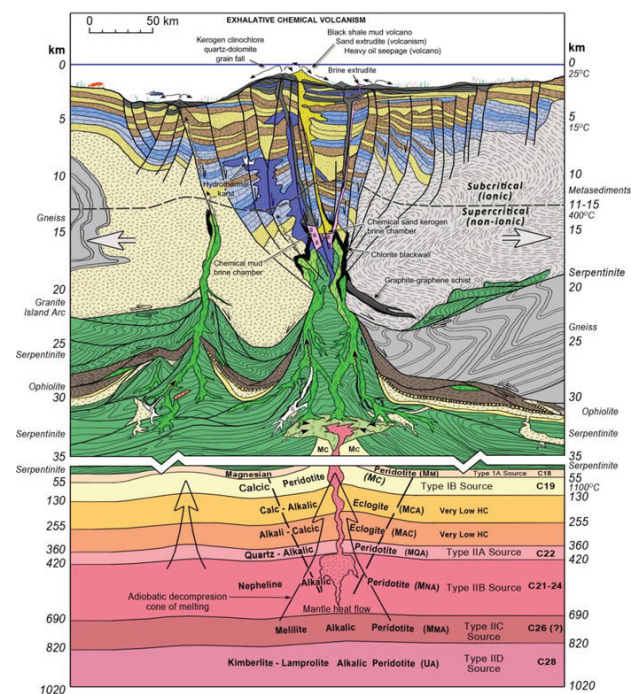 EXHALATIVE CHEMICAL VOLCANISM
0 50 km
Black shale mud volcano
Kerogen clinochlore
quartz-dolomite
grain fall
Sand extrudite (volcanism)
Heavy oil seepage (volcano)
Brine extrudite
km
km
0
0
25°C
5
5
15°C
10
10
Hydrothermal
karst
Subcritical
(ionic)
Metasediments
11-15
400°C
Supercritical
(non-ionic)
Gneiss
15
15
Chemical sand kerogen
brine chamber
Chlorite blackwall
Chemical mud
brine chamber
Graphite-graphene schist
Serpentinite
20
20
Granite
Island Arc
Gneiss
25
25
Serpentinite
Ophiolite
30
30
Ophiolite
Serpentinite
Serpentinite
35
35
Mc Mc
Serpentinite
Serpentinite
Magnesian Peridotite (MM) Type 1A Source C18
55
55
Calcic Peridotite (MC) Type IB Source C19
1100°C
130
130
Calc - Alkalic Eclogite (MCA) Very Low HC
255
255
Alkali - Calcic Eclogite (MAC) Very Low HC
360
360
Quartz - Alkalic Peridotite (MQA) Type IIA Source C22
420
420
Nepheline Alkalic Peridotite (MNA) Type IIB Source C21-24
Adiobatic decompresion
cone of melting
Mantle heat flow
690
690
Melilite Alkalic Peridotite (MMA) Type IIC Source C26 (?)
820
820
Kimberlite - Lamprolite Alkalic Peridotite (UA) Type IID Source C28
1020
1020